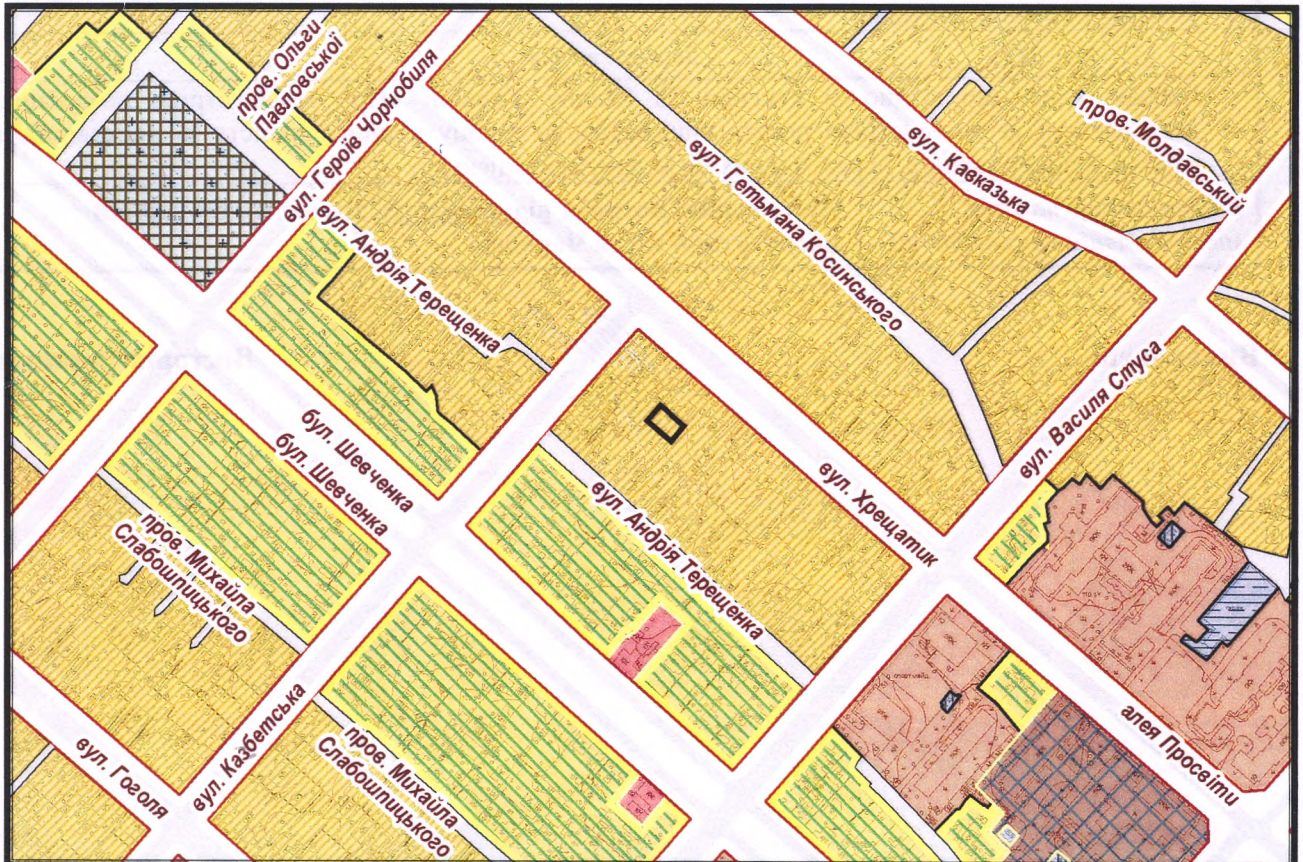 пров. Ольги
Павловської
вул. Героїв Чорнобиля
вул. Андрія Терещенка
вул. Гетьмана Косинського
вул. Кавказька
пров. Молдавський
вул. Василя Стуса
бул. Шевченка
бул. Шевченка
вул. Андрія Терещенка
вул. Хрещатик
пров. Михайла
Слабошпицького
вул. Гоголя
вул. Казбетська
пров. Михайла
Слабошпицького
алея Просвіти